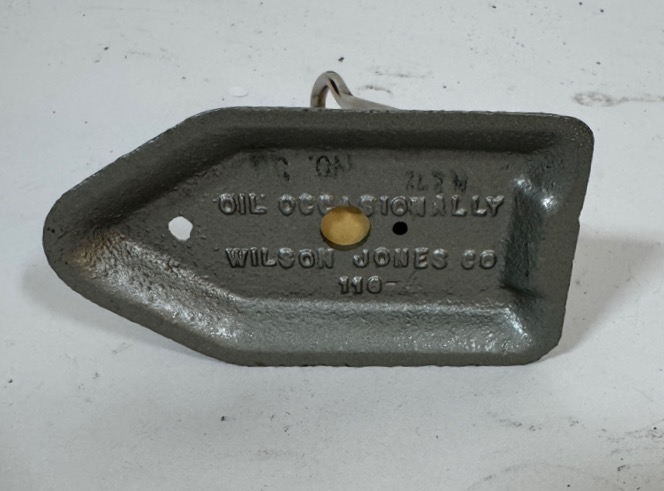 OIL OCCASIONALLY
WILSON JONES CO
116-